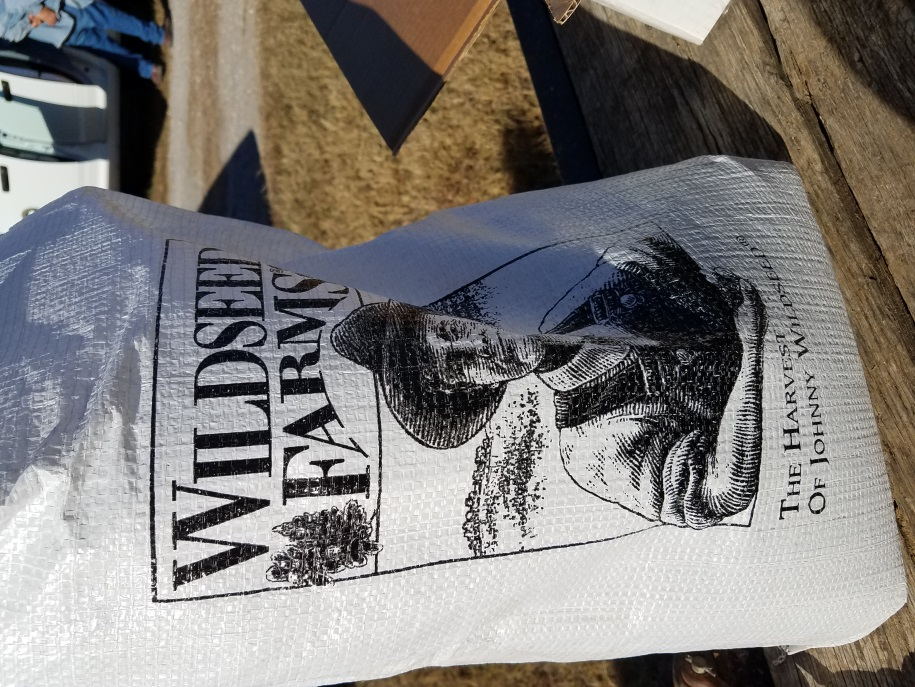 WILDSEED
FARMS
THE HARVEST
OF JOHNNY WILDSEED